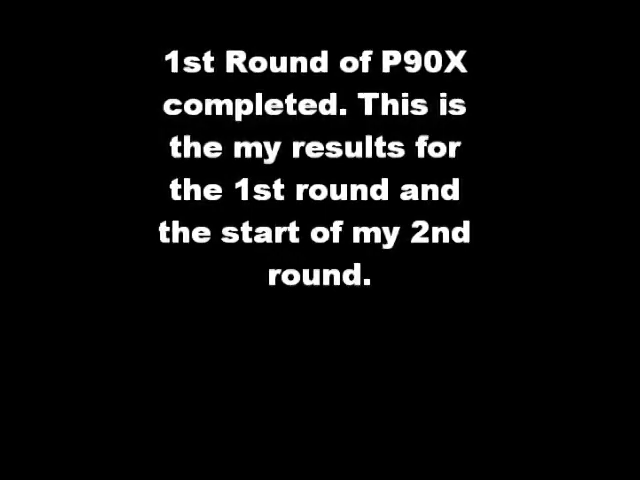 1st Round of P90X
completed. This is
the my results for
the 1st round and
the start of my 2nd
round.